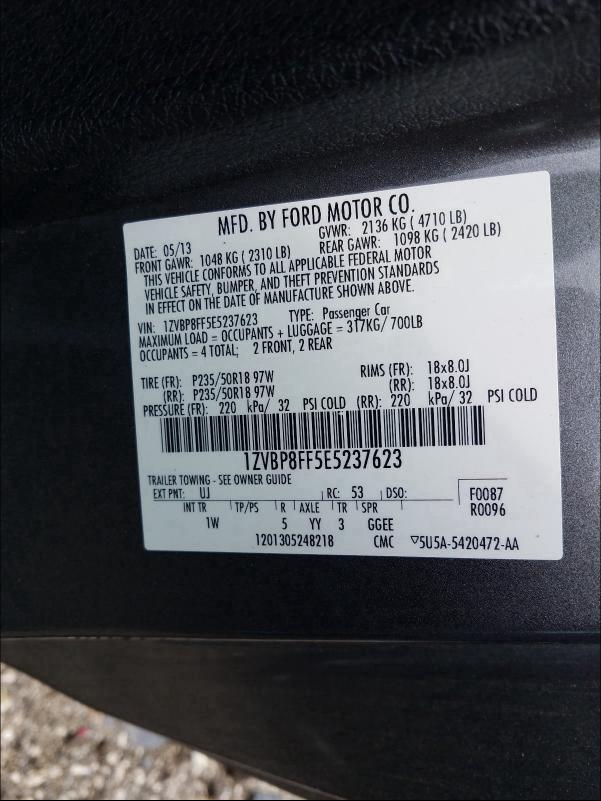 MFD. BY FORD MOTOR CO.
DATE: 05/13 GVWR: 2136 KG ( 4710 LB)
FRONT GAWR: 1048 KG ( 2310 LB) REAR GAWR: 1098 KG ( 2420 LB)
THIS VEHICLE CONFORMS TO ALL APPLICABLE FEDERAL MOTOR
VEHICLE SAFETY, BUMPER, AND THEFT PREVENTION STANDARDS
IN EFFECT ON THE DATE OF MANUFACTURE SHOWN ABOVE.
VIN: 1ZVBP8FF5E5237623 TYPE: Passenger Car
MAXIMUM LOAD = OCCUPANTS + LUGGAGE = 317KG/ 700LB
OCCUPANTS = 4 TOTAL; 2 FRONT, 2 REAR
TIRE (FR): P235/50R18 97W RIMS (FR): 18x8.0J
(RR): P235/50R18 97W (RR): 18x8.0J
PRESSURE (FR): 220 kPa/ 32 PSI COLD (RR): 220 kPa/ 32 PSI COLD
1ZVBP8FF5E5237623
TRAILER TOWING - SEE OWNER GUIDE
EXT PNT: UJ RC: 53 DSO: F0087
INT TR TP/PS R AXLE TR SPR R0096
1W 5 YY 3 GGEE
1201305248218 CMC ▽5U5A-5420472-AA